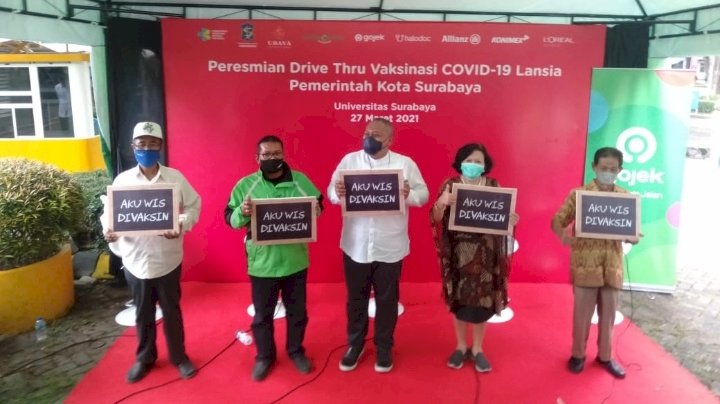 UBAYA
gojek
halodoc
Allianz
KONIMEX
L'ORÉAL
Peresmian Drive Thru Vaksinasi COVID-19 Lansia
Pemerintah Kota Surabaya
Universitas Surabaya
27 Maret 2021
gojek
AKU WIS
DIVAKSIN
AKU WIS
DIVAKSIN
AKU WIS
DIVAKSIN
AKU WIS
DIVAKSIN
AKU WIS
DIVAKSIN